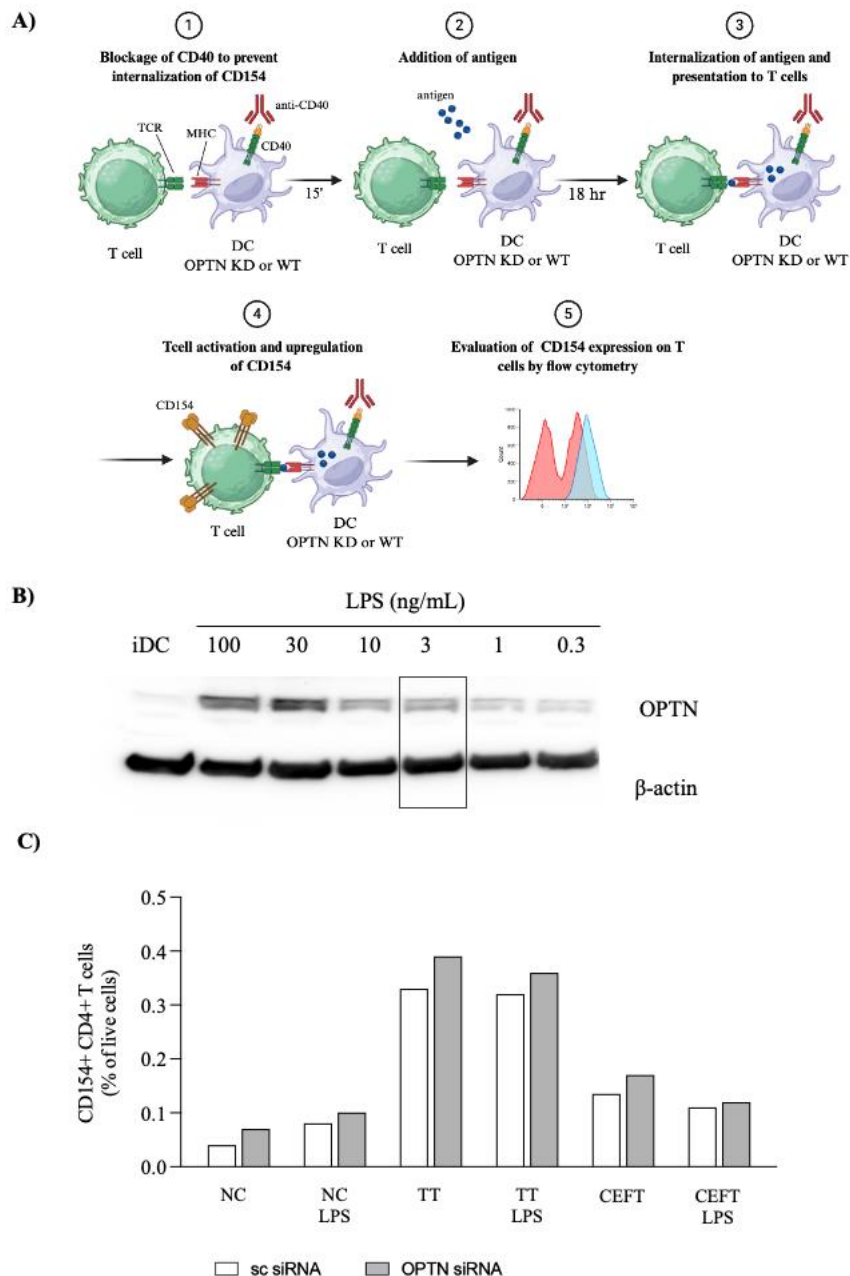 A)
1
2
3
Blockage of CD40 to prevent
internalization of CD154
Addition of antigen
Internalization of antigen and
presentation to T cells
antigen
anti-CD40
TCR
MHC
CD40
15'
18 hr
T cell
DC
OPTN KD or WT
T cell
DC
OPTN KD or WT
T cell
DC
OPTN KD or WT
4
5
Tcell activation and upregulation
of CD154
Evaluation of CD154 expression on T
cells by flow cytometry
CD154
T cell
DC
OPTN KD or WT
Count
B)
LPS (ng/mL)
iDC 100 30 10 3 1 0.3
OPTN
β-actin
C)
CD154+ CD4+ T cells
(% of live cells)
0.5
0.4
0.3
0.2
0.1
0.0
NC NC LPS TT TT LPS CEFT CEFT LPS
sc siRNA OPTN siRNA